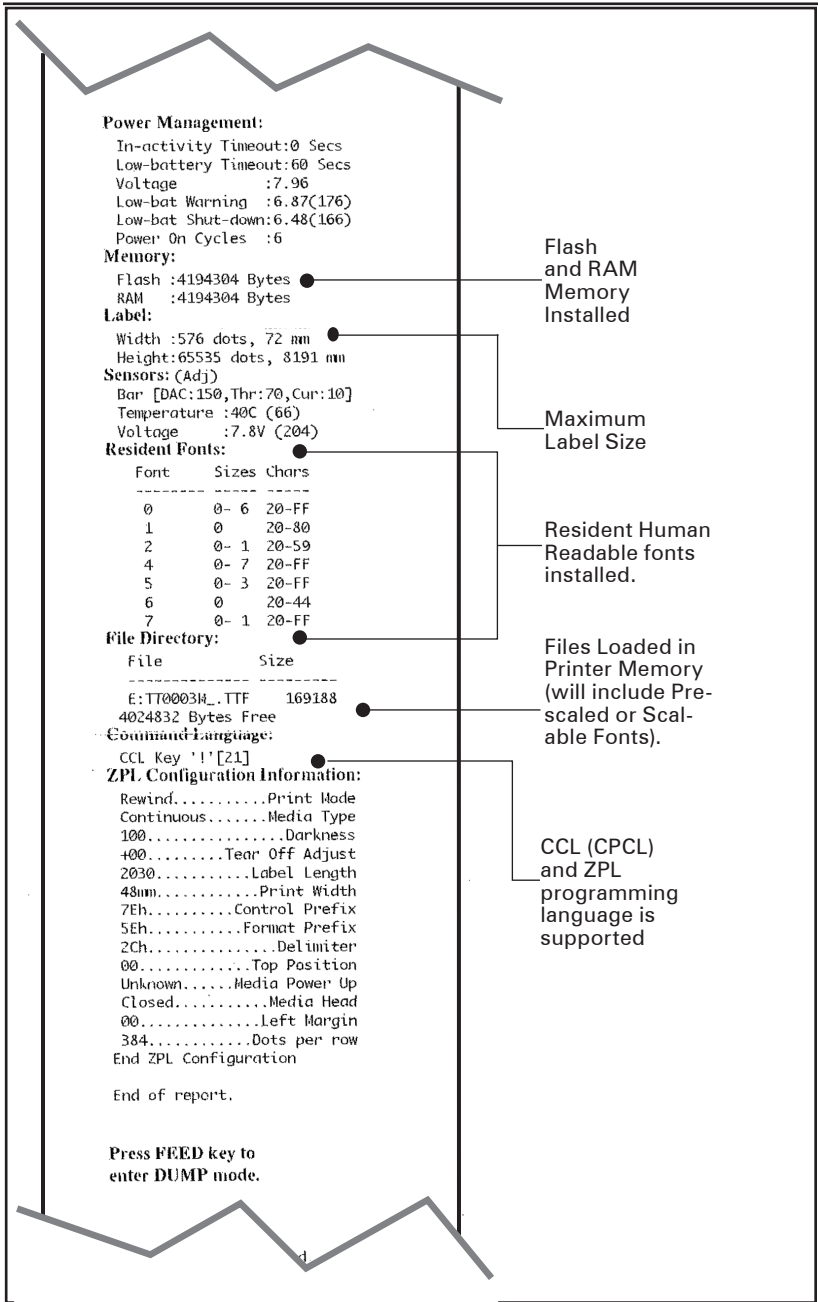 Power Management:
In-activity Timeout:0 Secs
Low-battery Timeout:60 Secs
Voltage :7.96
Low-bat Warning :6.87(176)
Low-bat Shut-down:6.48(166)
Power On Cycles :6
Memory:
Flash :4194304 Bytes
RAM :4194304 Bytes
Label:
Width :576 dots, 72 mm
Height:65535 dots, 8191 mm
Sensors: (Adj)
Bar [DAC:150,Thr:70,Cur:10]
Temperature :40C (66)
Voltage :7.8V (204)
Resident Fonts:
Font Sizes Chars
-------- ----- -----
0 0- 6 20-FF
1 0 20-80
2 0- 1 20-59
4 0- 7 20-FF
5 0- 3 20-FF
6 0 20-44
7 0- 1 20-FF
File Directory:
File Size
-------------- ---------
E:TT0003M_.TTF 169188
4024832 Bytes Free
Command Language:
CCL Key '!'[21]
ZPL Configuration Information:
Rewind...........Print Mode
Continuous.......Media Type
100................Darkness
+00.........Tear Off Adjust
2030............Label Length
48mm.............Print Width
7Eh..........Control Prefix
5Eh...........Format Prefix
2Ch...............Delimiter
00.............Top Position
Unknown......Media Power Up
Closed...........Media Head
00..............Left Margin
384............Dots per row
End ZPL Configuration
End of report.
Press FEED key to
enter DUMP mode.
Flash
and RAM
Memory
Installed
Maximum
Label Size
Resident Human
Readable fonts
installed.
Files Loaded in
Printer Memory
(will include Pre-
scaled or Scal-
able Fonts).
CCL (CPCL)
and ZPL
programming
language is
supported